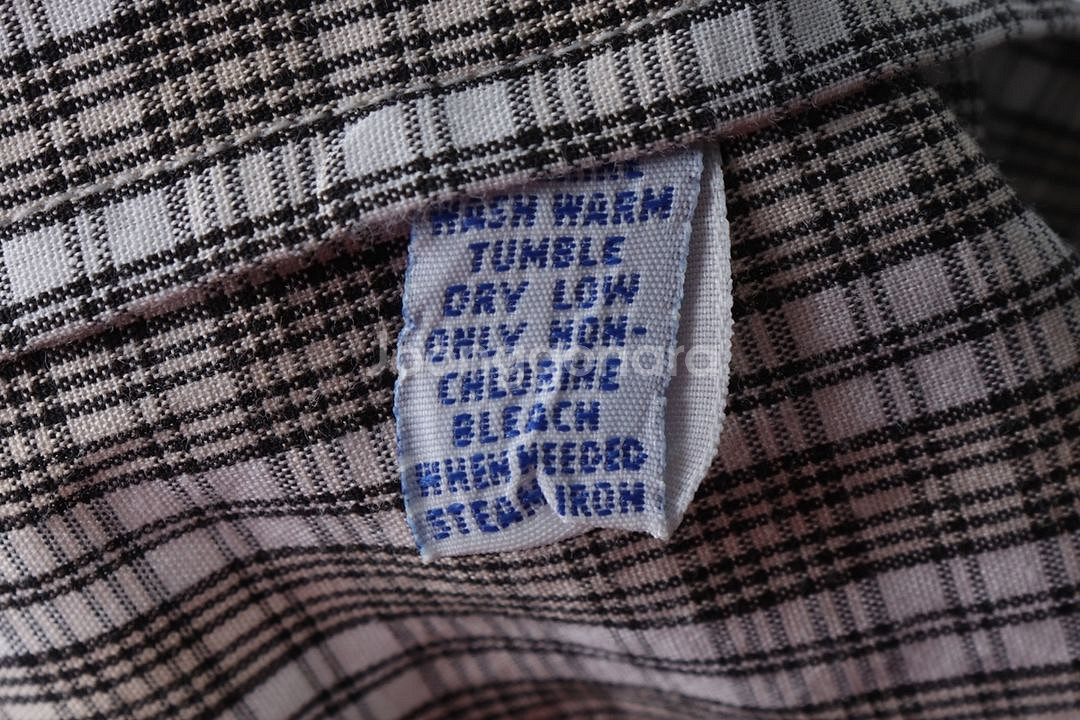 WASH WARM
TUMBLE
DRY LOW
ONLY NON-
CHLORINE
BLEACH
WHEN NEEDED
STEAM IRON